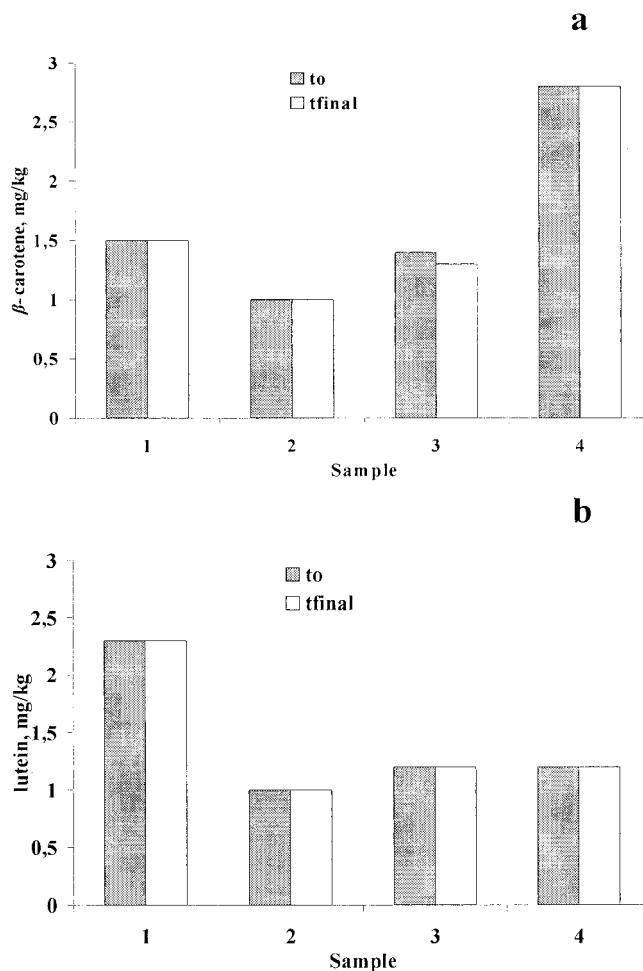 a
3
to
tfinal
2,5
2
1,5
1
0,5
0
β-carotene, mg/kg
1 2 3 4
Sample
b
3
to
tfinal
2,5
2
1,5
1
0,5
0
lutein, mg/kg
1 2 3 4
Sample